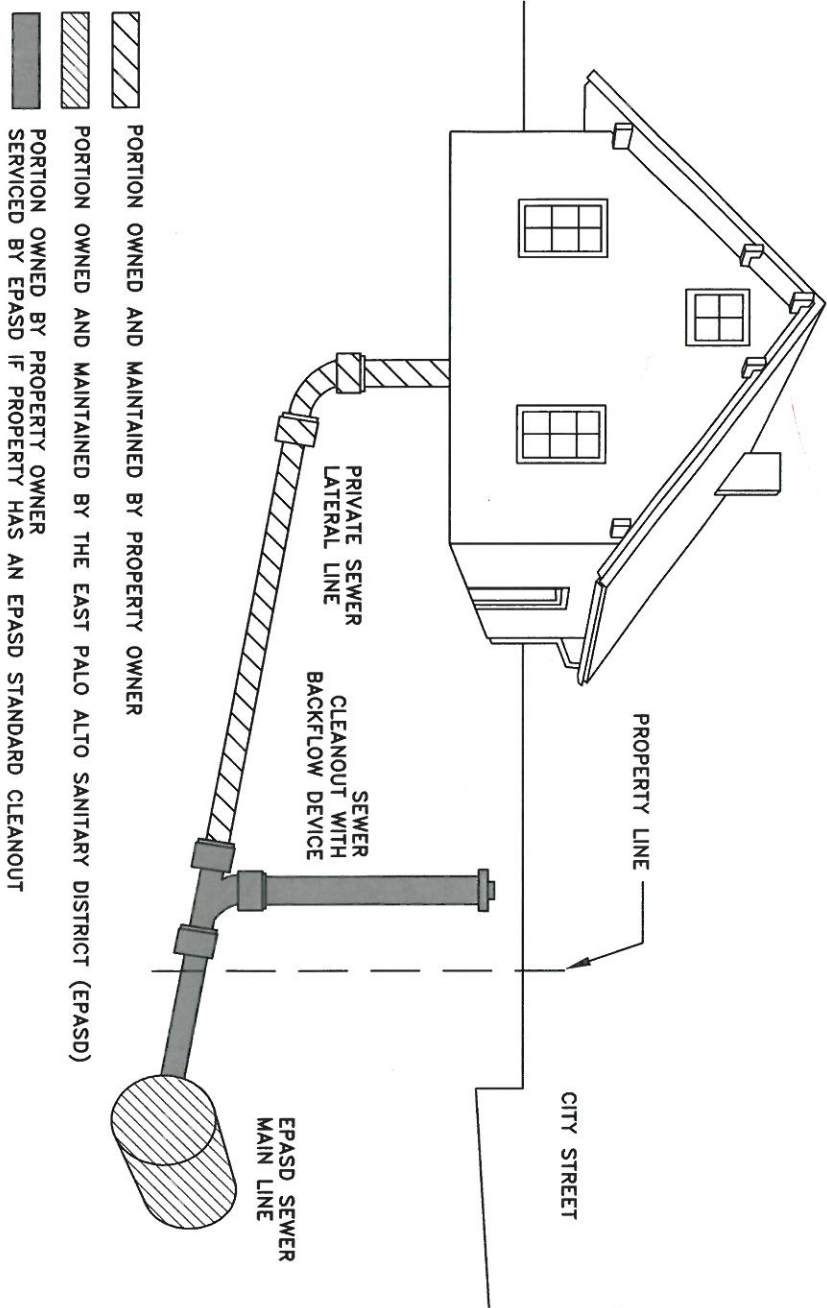 PROPERTY LINE
CITY STREET
PRIVATE SEWER
LATERAL LINE
SEWER
CLEANOUT WITH
BACKFLOW DEVICE
EPASD SEWER
MAIN LINE
PORTION OWNED AND MAINTAINED BY PROPERTY OWNER
PORTION OWNED AND MAINTAINED BY THE EAST PALO ALTO SANITARY DISTRICT (EPASD)
PORTION OWNED BY PROPERTY OWNER
SERVICED BY EPASD IF PROPERTY HAS AN EPASD STANDARD CLEANOUT